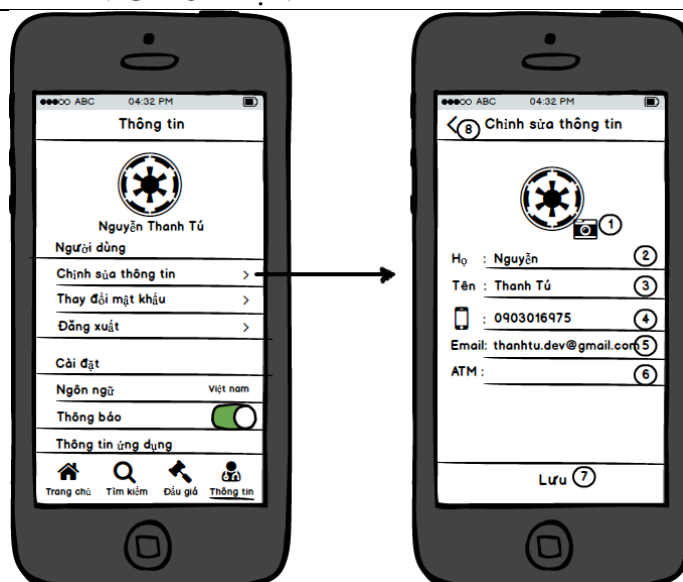 ABC 04:32 PM
Thông tin
Nguyễn Thanh Tú
Người dùng
Chỉnh sửa thông tin >
Thay đổi mật khẩu >
Đăng xuất >
Cài đặt
Ngôn ngữ Việt nam
Thông báo
Thông tin ứng dụng
Trang chủ Tìm kiếm Đấu giá Thông tin
ABC 04:32 PM
8 Chỉnh sửa thông tin
1
Họ : Nguyễn 2
Tên : Thanh Tú 3
: 0903016975 4
Email: thanhtu.dev@gmail.com 5
ATM : 6
Lưu 7